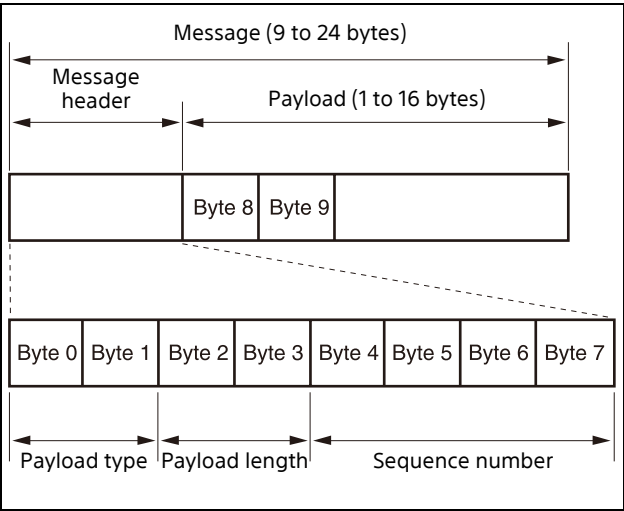 Message (9 to 24 bytes)
Message
header
Payload (1 to 16 bytes)
Byte 8 Byte 9
Byte 0 Byte 1 Byte 2 Byte 3 Byte 4 Byte 5 Byte 6 Byte 7
Payload type Payload length Sequence number